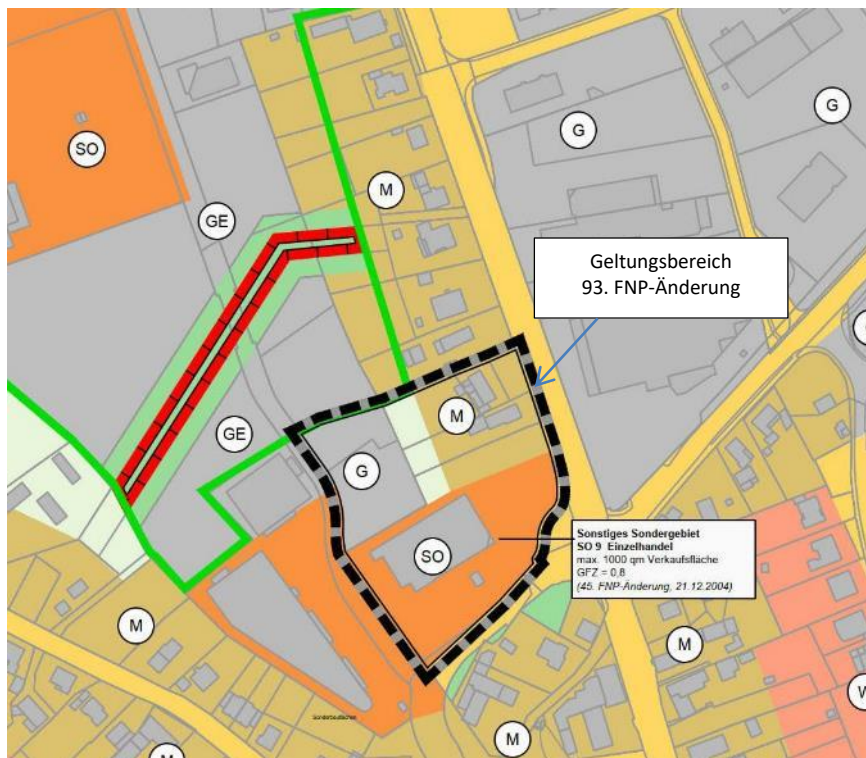 G
G
SO
M
GE
Geltungsbereich
93. FNP-Änderung
M
GE
G
Sonstiges Sondergebiet
SO 9 Einzelhandel
max. 1000 qm Verkaufsfläche
GFZ = 0,8
(45. FNP-Änderung, 21.12.2004)
SO
M
M
Sonderbauflächen
M
M